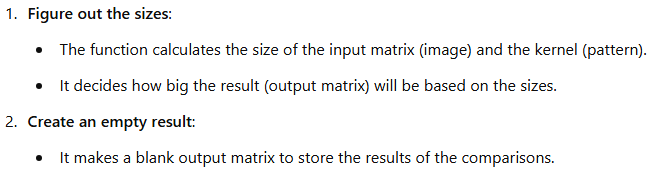 1. Figure out the sizes:
• The function calculates the size of the input matrix (image) and the kernel (pattern).
• It decides how big the result (output matrix) will be based on the sizes.
2. Create an empty result:
• It makes a blank output matrix to store the results of the comparisons.